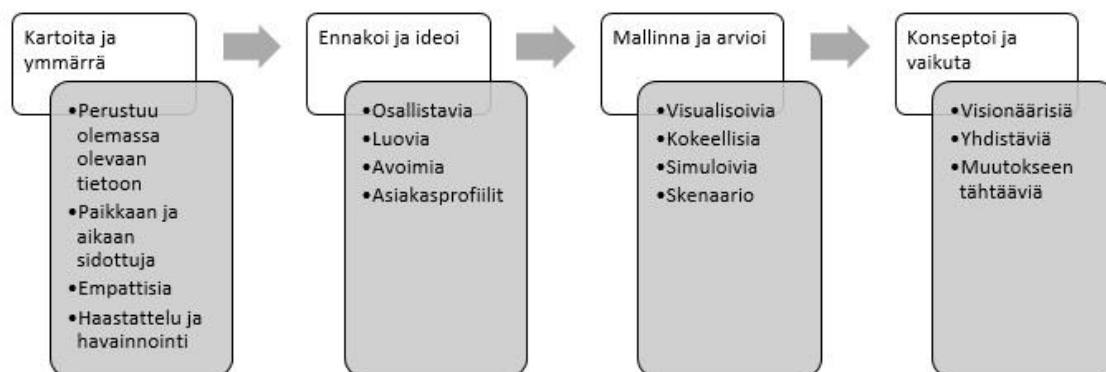 Kartoita ja
ymmärrä
•Perustuu
olemassa
olevaan
tietoon
•Paikkaan ja
aikaan
sidottuja
•Empattisia
•Haastattelu ja
havainnointi
Ennakoi ja ideoi
•Osallistavia
•Luovia
•Avoimia
•Asiakasprofiilit
Mallinna ja arvioi
•Visualisoivia
•Kokeellisia
•Simuloivia
•Skenaario
Konseptoi ja
vaikuta
•Visionäärisiä
•Yhdistäviä
•Muutokseen
tähtääviä